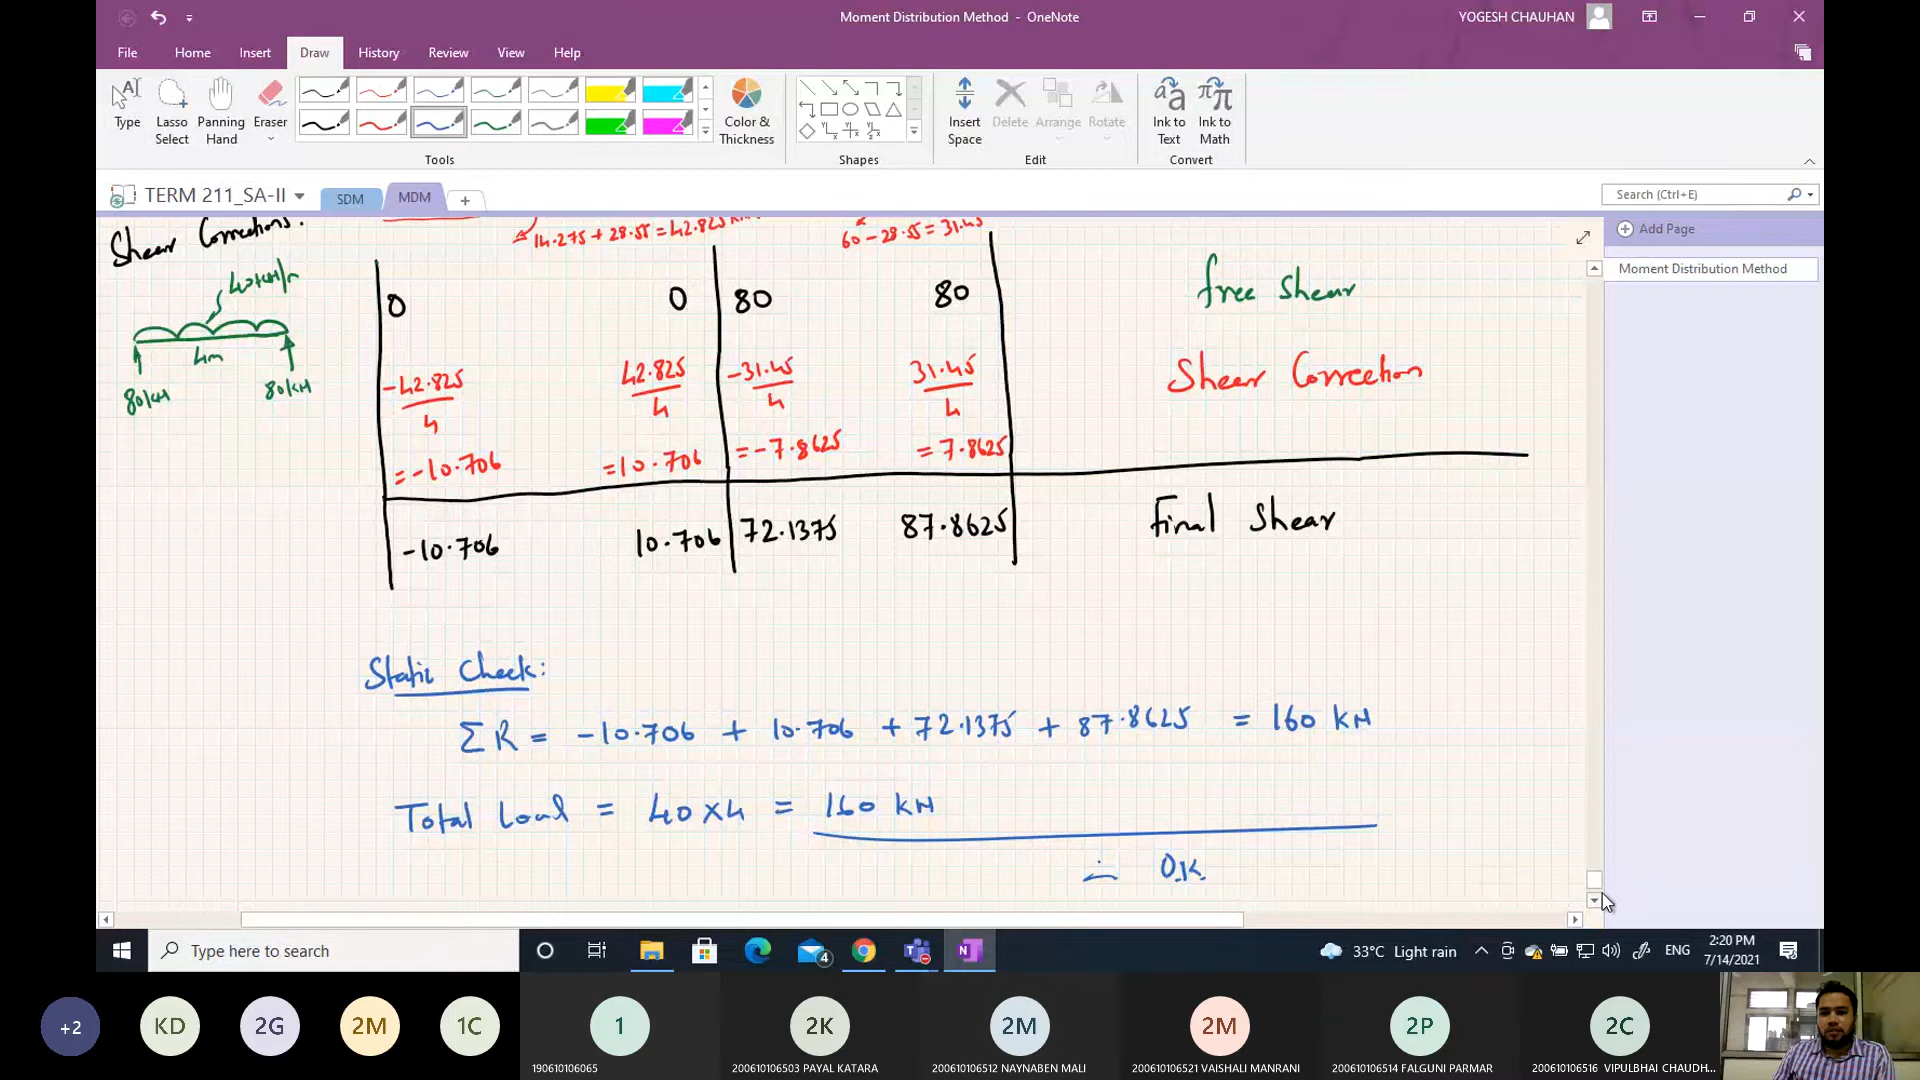 Moment Distribution Method - OneNote
YOGESH CHAUHAN
File Home Insert Draw History Review View Help
Type
Lasso Select
Panning Hand
Eraser
Color & Thickness
Insert Space
Delete
Arrange
Rotate
Ink to Text
Ink to Math
Tools
Shapes
Edit
Convert
TERM 211_SA-II
SDM
MDM
Search (Ctrl+E)
Add Page
Moment Distribution Method
Shear Corrections:
14.275 + 28.55 = 42.825
60 - 28.55 = 31.45
40 kN/m
4m
80kN 80kN
0 0 80 80 free Shear
-42.825/4 42.825/4 -31.45/4 31.45/4 Shear Correction
= -10.706 = 10.706 = -7.8625 = 7.8625
-10.706 10.706 72.1375 87.8625 Final Shear
Static Check:
ΣR = -10.706 + 10.706 + 72.1375 + 87.8625 = 160 kN
Total Load = 40 x 4 = 160 kN
O.K.
Type here to search
4
33°C Light rain
ENG
2:20 PM
7/14/2021
+2 KD 2G 2M 1C 1 2K 2M 2M 2P 2C
190610106065
200610106503 PAYAL KATARA
200610106512 NAYNABEN MALI
200610106521 VAISHALI MANRANI
200610106514 FALGUNI PARMAR
200610106516 VIPULBHAI CHAUDH...